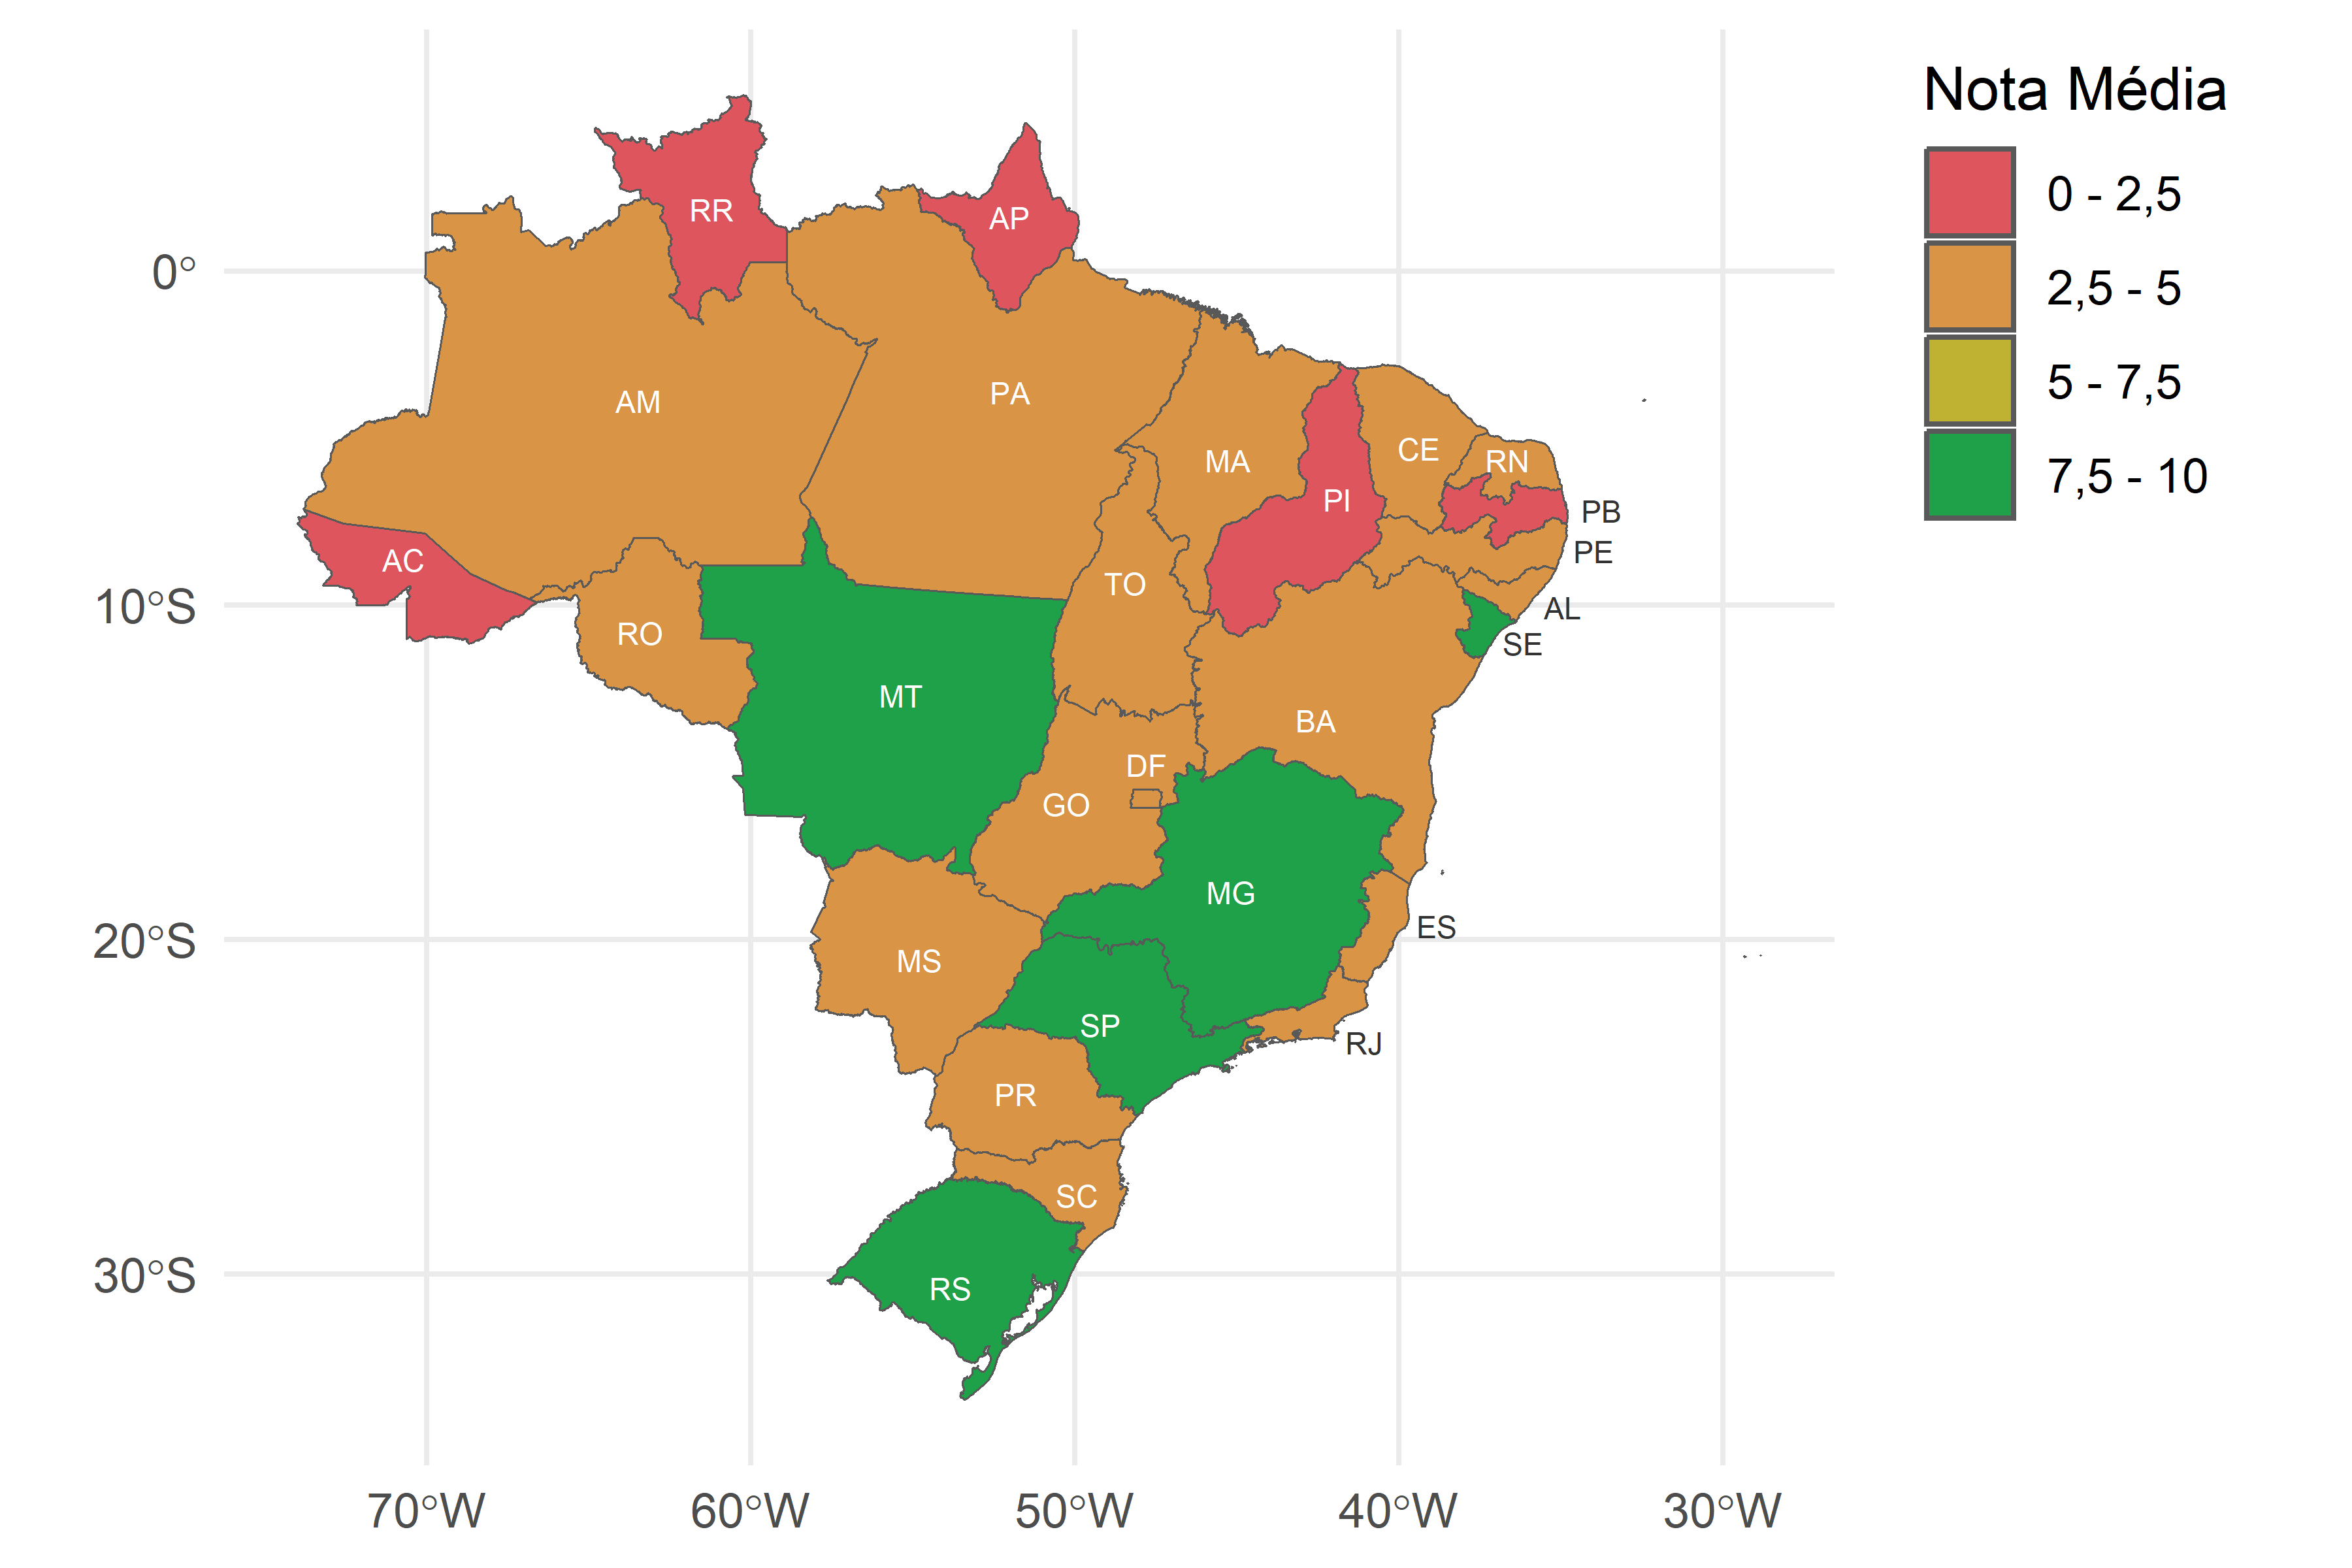 Nota Média
0 - 2,5
2,5 - 5
5 - 7,5
7,5 - 10
RR
AP
0°
AM
PA
MA
CE
RN
PI
PB
PE
AC
TO
10°S
AL
RO
SE
MT
BA
DF
GO
MG
ES
20°S
MS
SP
RJ
PR
SC
30°S
RS
70°W
60°W
50°W
40°W
30°W